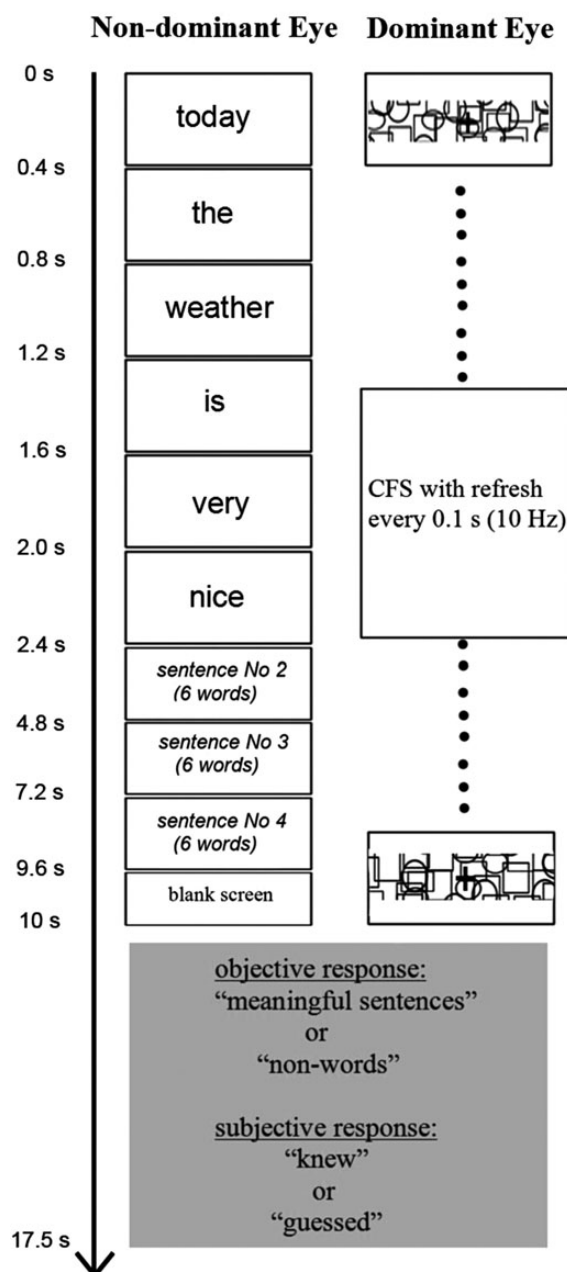 Non-dominant Eye Dominant Eye
0 s
today
0.4 s
the
0.8 s
weather
1.2 s
is
1.6 s
very
2.0 s
nice
2.4 s
sentence No 2
(6 words)
4.8 s
sentence No 3
(6 words)
7.2 s
sentence No 4
(6 words)
9.6 s
blank screen
10 s
CFS with refresh
every 0.1 s (10 Hz)
objective response:
“meaningful sentences”
or
“non-words”
subjective response:
“knew”
or
“guessed”
17.5 s